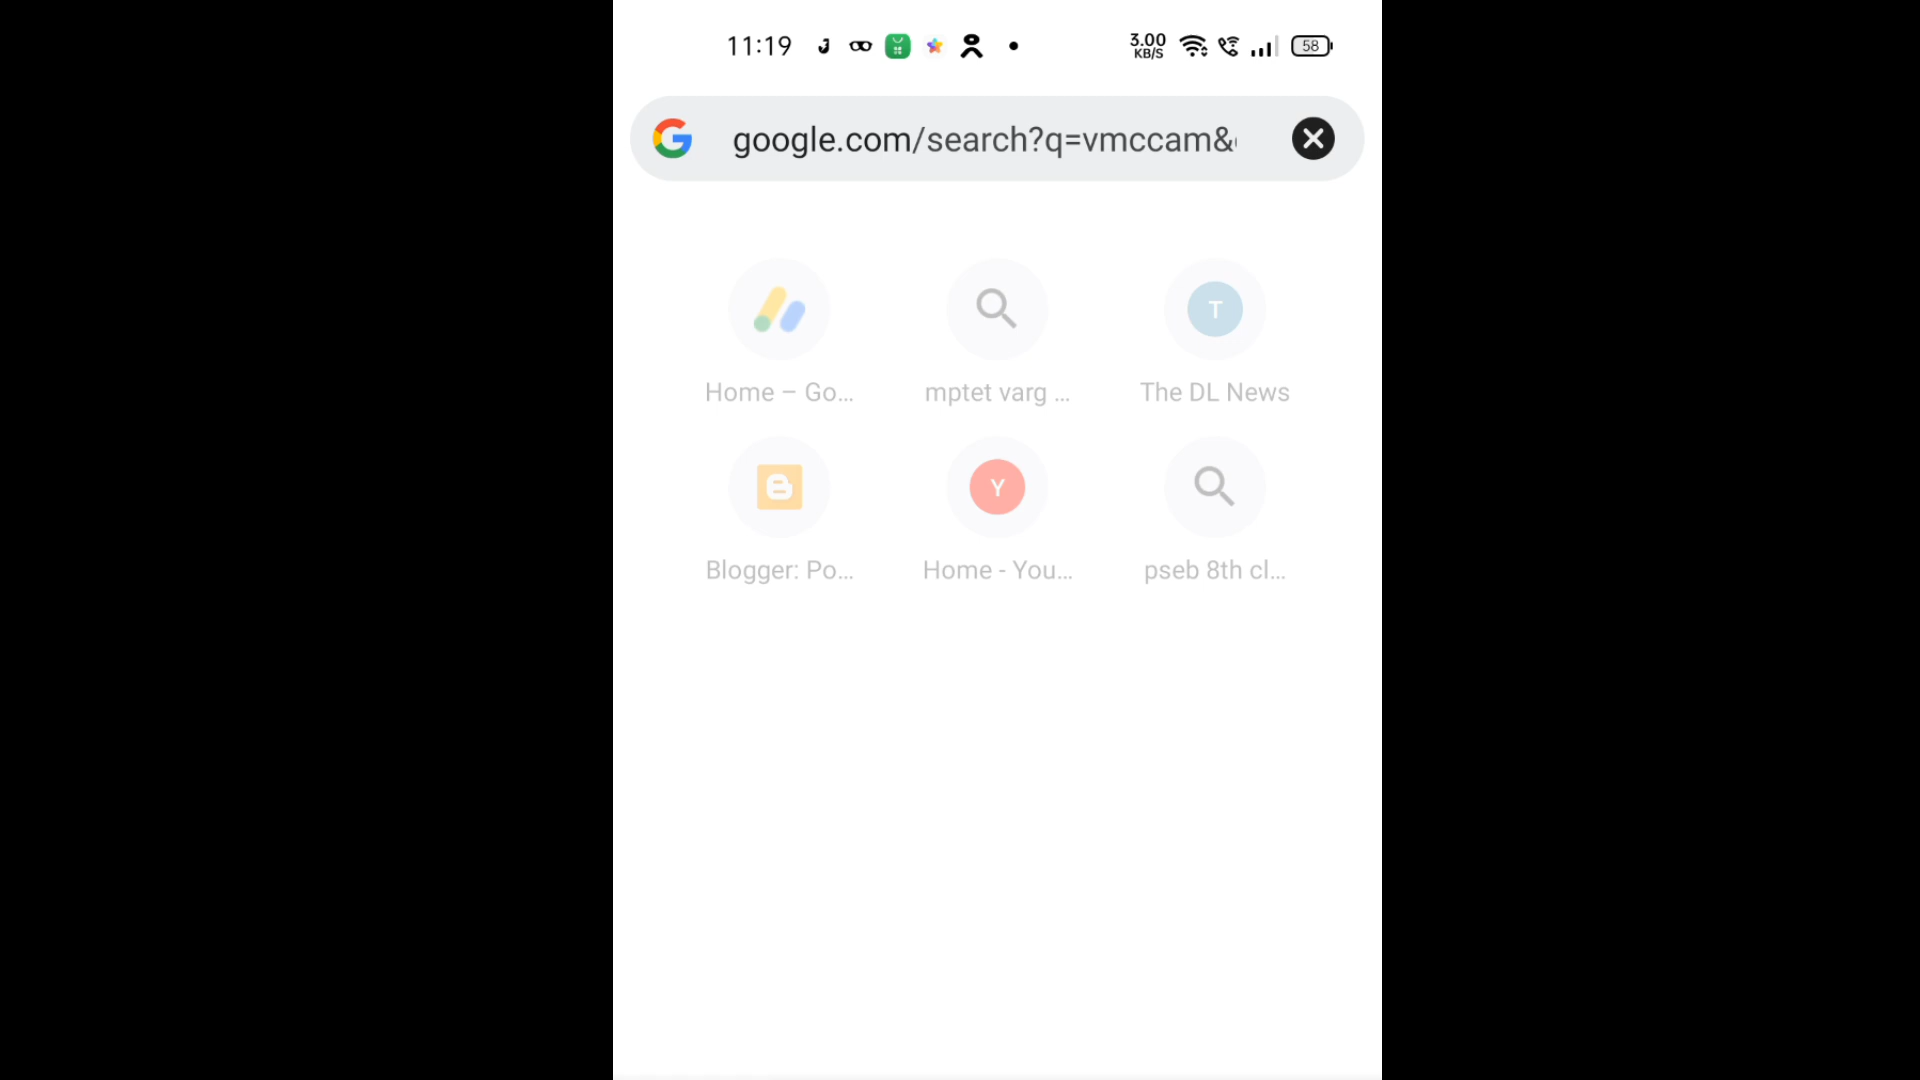 11:19 3.00 KB/S 58
google.com/search?q=vmccam&
Home – Go... mptet varg ... The DL News
T
Blogger: Po... Home - You... pseb 8th cl...
Y